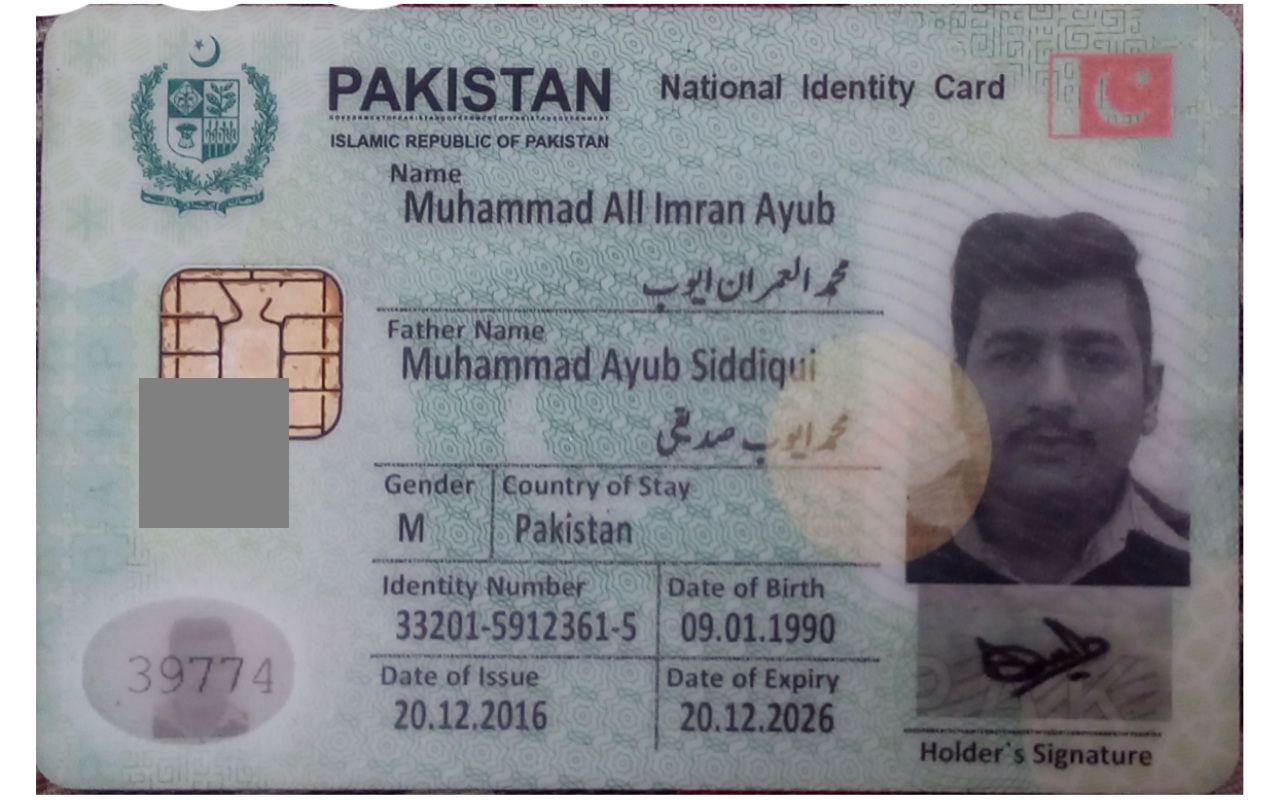 PAKISTAN
National Identity Card
ISLAMIC REPUBLIC OF PAKISTAN
Name
Muhammad All Imran Ayub
محمد العمران ایوب
Father Name
Muhammad Ayub Siddiqui
محمد ایوب صدیقی
Gender
Country of Stay
M
Pakistan
Identity Number
Date of Birth
33201-5912361-5
09.01.1990
Date of Issue
Date of Expiry
20.12.2016
20.12.2026
39774
Holder's Signature